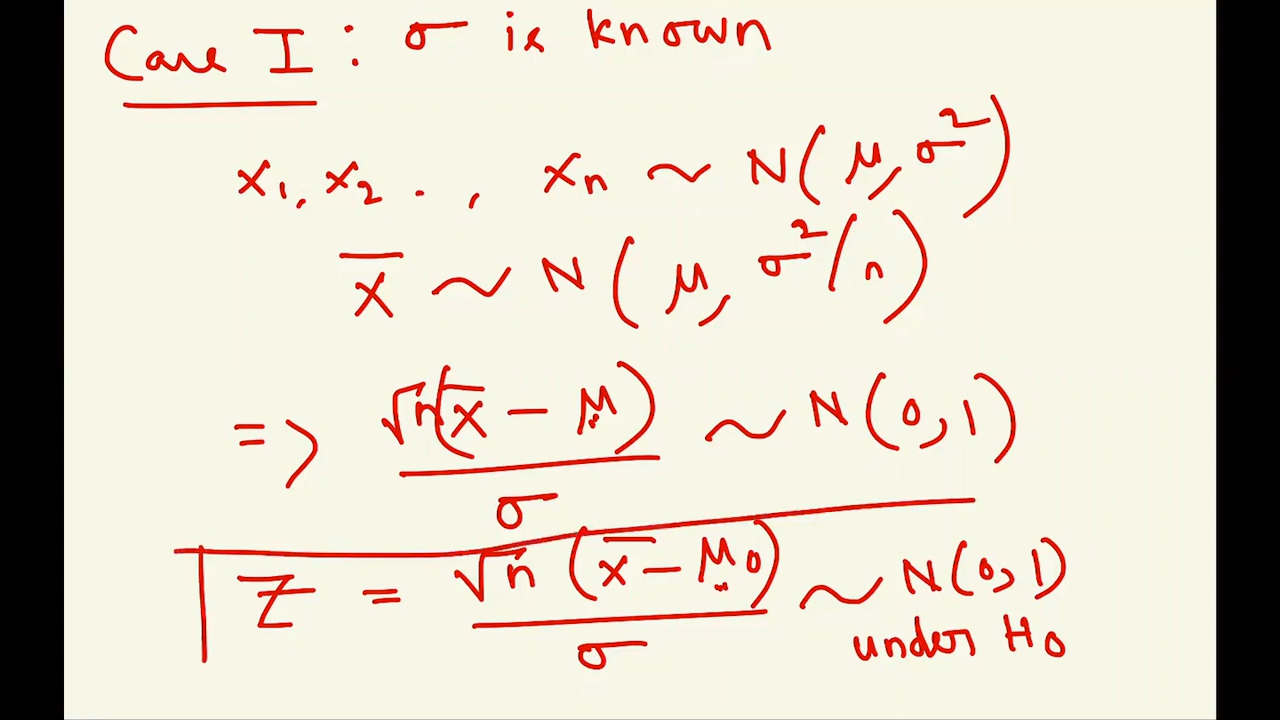 Case I : σ is known
x₁, x₂ . , xₙ ~ N(μ, σ²)
x̅ ~ N(μ, σ²/n)
=> √n(x̅ - μ) / σ ~ N(0,1)
Z = √n (x̅ - μ₀) / σ ~ N(0,1)
under H₀